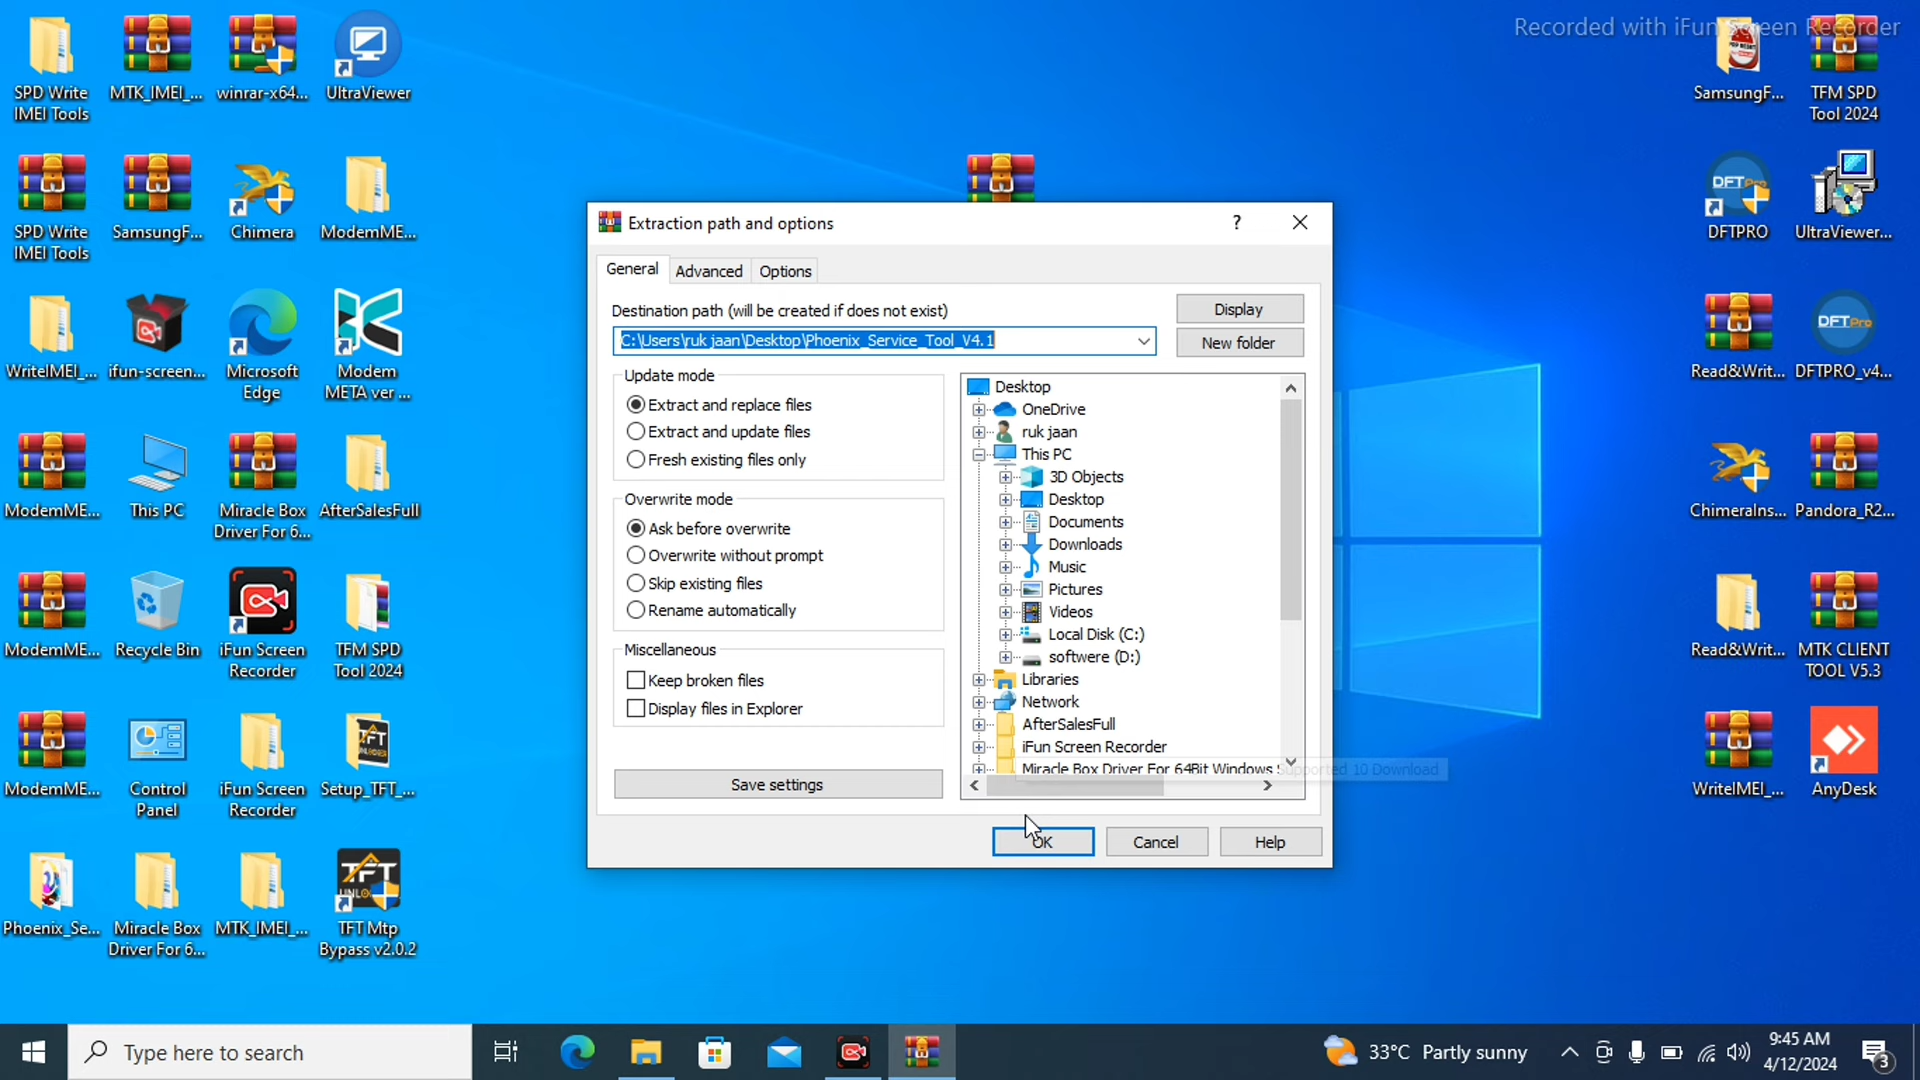 Recorded with iFun Screen Recorder
SPD Write
IMEI Tools
MTK_IMEI_...
winrar-x64...
UltraViewer
SamsungF...
TFM SPD
Tool 2024
SPD Write
IMEI Tools
SamsungF...
Chimera
ModemME...
DFTPRO
UltraViewer...
WriteIMEI_...
ifun-screen...
Microsoft
Edge
Modem
META ver ...
Read&Writ...
DFTPRO_v4...
ModemME...
This PC
Miracle Box
Driver For 6...
AfterSalesFull
ChimeraIns...
Pandora_R2...
ModemME...
Recycle Bin
iFun Screen
Recorder
TFM SPD
Tool 2024
Read&Writ...
MTK CLIENT
TOOL V5.3
ModemME...
Control
Panel
iFun Screen
Recorder
Setup_TFT_...
WriteIMEI_...
AnyDesk
Phoenix_Se...
Miracle Box
Driver For 6...
MTK_IMEI_...
TFT Mtp
Bypass v2.0.2
Extraction path and options
?
General
Advanced
Options
Destination path (will be created if does not exist)
Display
C:\Users\ruk jaan\Desktop\Phoenix_Service_Tool_V4.1
New folder
Update mode
Extract and replace files
Extract and update files
Fresh existing files only
Overwrite mode
Ask before overwrite
Overwrite without prompt
Skip existing files
Rename automatically
Miscellaneous
Keep broken files
Display files in Explorer
Save settings
Desktop
OneDrive
ruk jaan
This PC
3D Objects
Desktop
Documents
Downloads
Music
Pictures
Videos
Local Disk (C:)
softwere (D:)
Libraries
Network
AfterSalesFull
iFun Screen Recorder
Miracle Box Driver For 64Bit Windows Supported 10 Download
OK
Cancel
Help
Type here to search
33°C Partly sunny
9:45 AM
4/12/2024
3